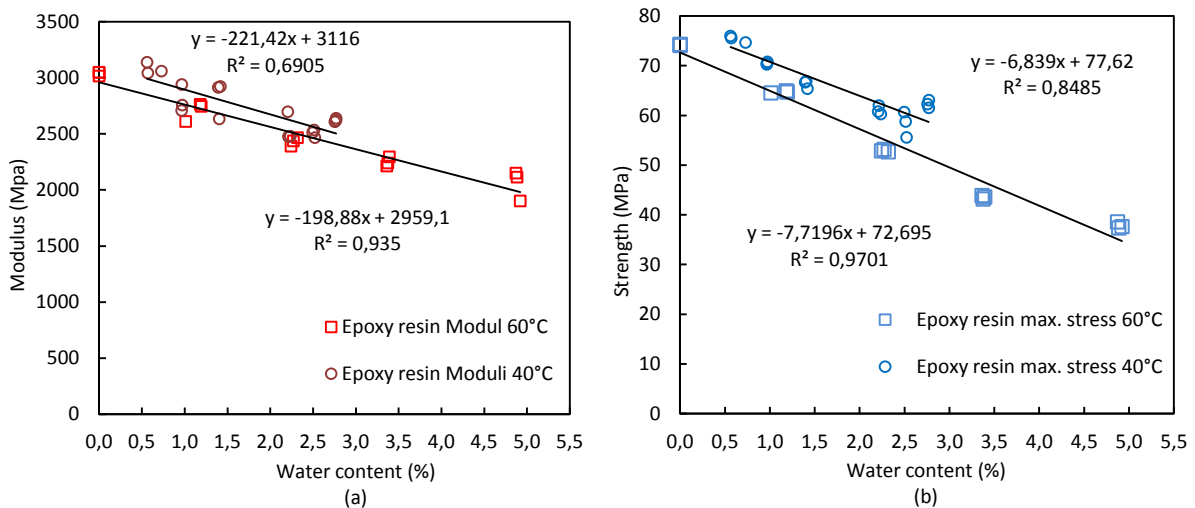 (a)
Modulus (Mpa)
3500
3000
2500
2000
1500
1000
500
0
y = -221,42x + 3116
R² = 0,6905
y = -198,88x + 2959,1
R² = 0,935
Epoxy resin Modul 60°C
Epoxy resin Moduli 40°C
0,0 0,5 1,0 1,5 2,0 2,5 3,0 3,5 4,0 4,5 5,0 5,5
Water content (%)
(b)
Strength (MPa)
80
70
60
50
40
30
20
10
0
y = -6,839x + 77,62
R² = 0,8485
y = -7,7196x + 72,695
R² = 0,9701
Epoxy resin max. stress 60°C
Epoxy resin max. stress 40°C
0,0 0,5 1,0 1,5 2,0 2,5 3,0 3,5 4,0 4,5 5,0 5,5
Water content (%)